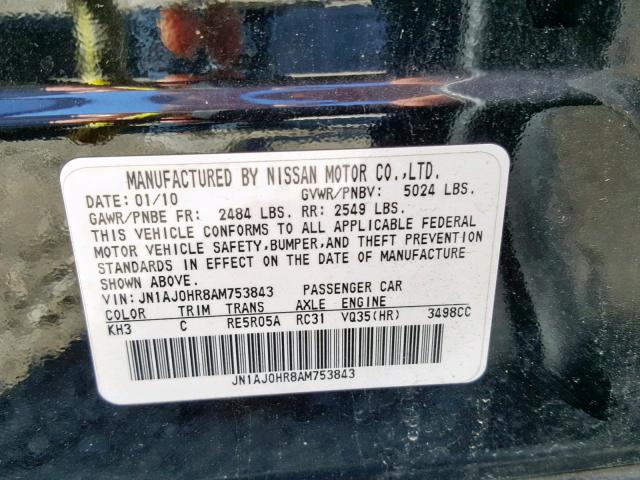 MANUFACTURED BY NISSAN MOTOR CO.,LTD.
DATE: 01/10 GVWR/PNBV: 5024 LBS.
GAWR/PNBE FR: 2484 LBS. RR: 2549 LBS.
THIS VEHICLE CONFORMS TO ALL APPLICABLE FEDERAL
MOTOR VEHICLE SAFETY,BUMPER,AND THEFT PREVENTION
STANDARDS IN EFFECT ON THE DATE OF MANUFACTURE
SHOWN ABOVE.
VIN: JN1AJ0HR8AM753843 PASSENGER CAR
COLOR TRIM TRANS AXLE ENGINE
KH3 C RE5R05A RC31 VQ35(HR) 3498CC
JN1AJ0HR8AM753843